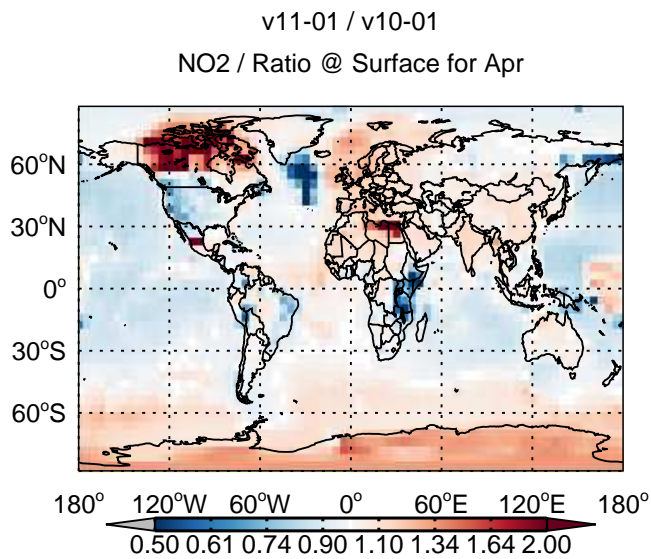 v11-01 / v10-01
NO2 / Ratio @ Surface for Apr
60°N
30°N
0°
30°S
60°S
180° 120°W 60°W 0° 60°E 120°E 180°
0.50 0.61 0.74 0.90 1.10 1.34 1.64 2.00